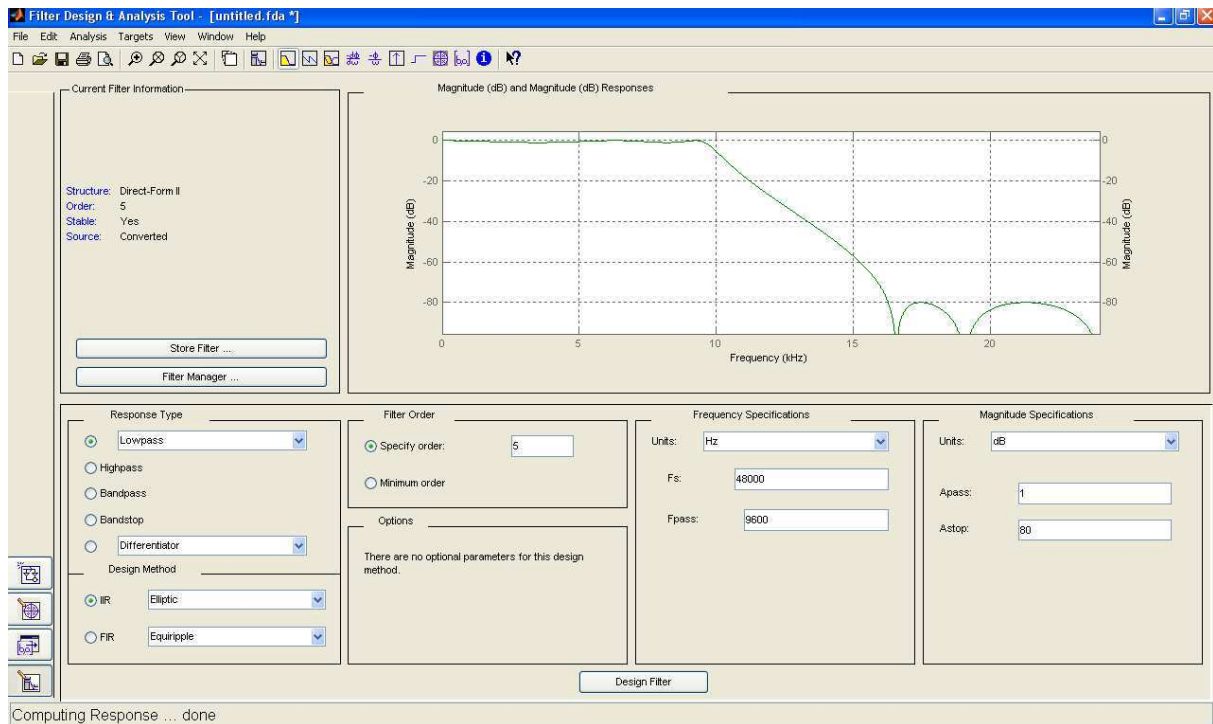 Filter Design & Analysis Tool - [untitled.fda *]
File Edit Analysis Targets View Window Help
Current Filter Information
Structure: Direct-Form II
Order: 5
Stable: Yes
Source: Converted
Store Filter ...
Filter Manager ...
Magnitude (dB) and Magnitude (dB) Responses
Magnitude (dB)
0
-20
-40
-60
-80
0
-20
-40
-60
-80
Magnitude (dB)
0 5 10 15 20
Frequency (kHz)
Response Type
Lowpass
Highpass
Bandpass
Bandstop
Differentiator
Design Method
IIR Elliptic
FIR Equiripple
Filter Order
Specify order: 5
Minimum order
Options
There are no optional parameters for this design
method.
Frequency Specifications
Units: Hz
Fs: 48000
Fpass: 9600
Magnitude Specifications
Units: dB
Apass: 1
Astop: 80
Design Filter
Computing Response ... done